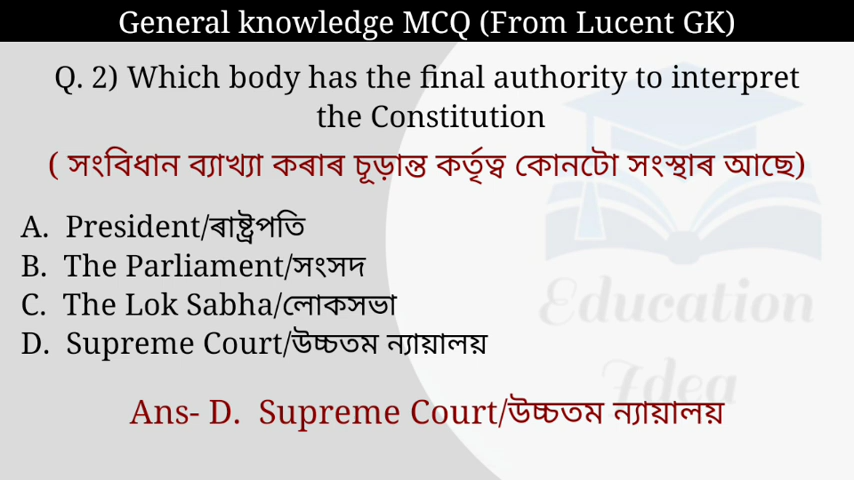 General knowledge MCQ (From Lucent GK)
Q. 2) Which body has the final authority to interpret
the Constitution
( সংবিধান ব্যাখ্যা কৰাৰ চূড়ান্ত কৰ্তৃত্ব কোনটো সংস্থাৰ আছে)
A. President/ৰাষ্ট্ৰপতি
B. The Parliament/সংসদ
C. The Lok Sabha/লোকসভা
D. Supreme Court/উচ্চতম ন্যায়ালয়
Ans- D. Supreme Court/উচ্চতম ন্যায়ালয়
Education
Idea